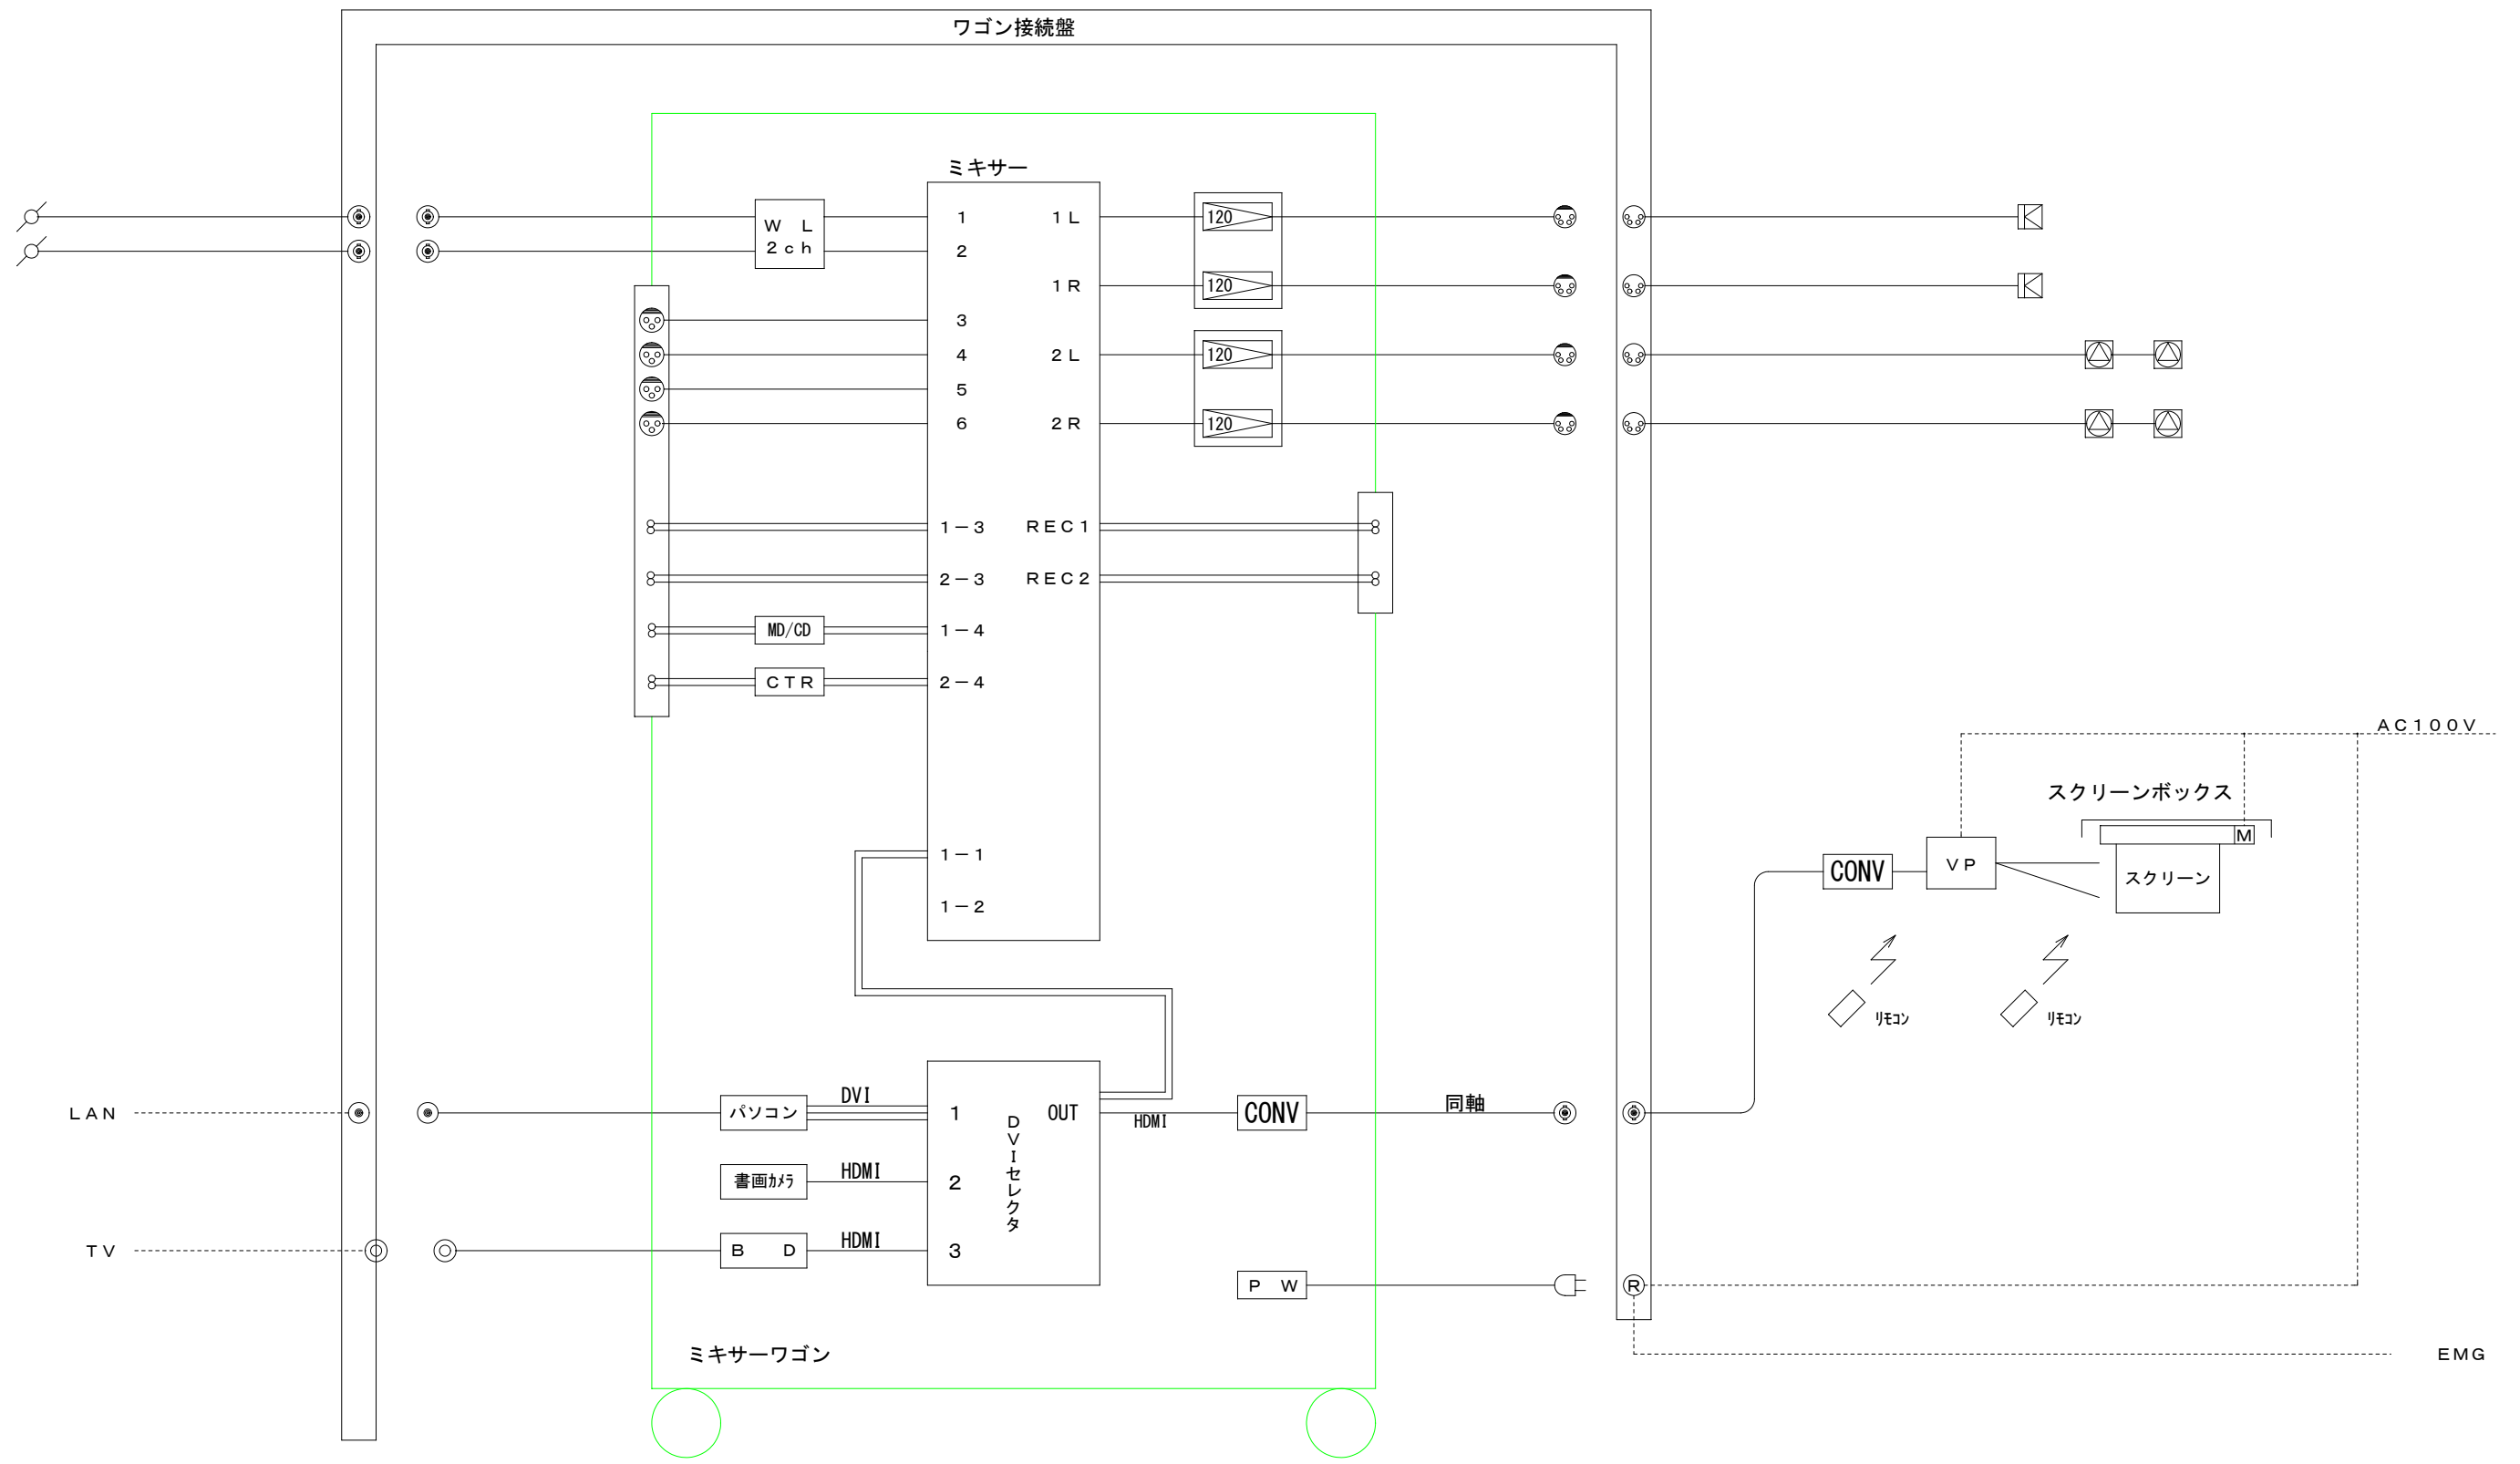 ワゴン接続盤
ミキサー
W L
2ch
1
2
3
4
5
6
1-3
2-3
1-4
2-4
1-1
1-2
1L
1R
2L
2R
REC1
REC2
120
120
120
120
MD/CD
CTR
AC100V
スクリーンボックス
M
スクリーン
CONV
VP
リモコン
リモコン
LAN
パソコン
DVI
1
OUT
HDMI
CONV
同軸
DVIセレクタ
書画カメラ
HDMI
2
TV
B D
HDMI
3
P W
R
ミキサーワゴン
EMG